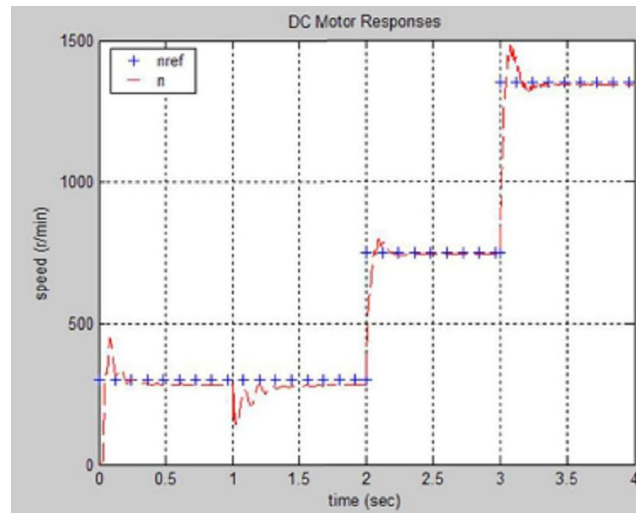 DC Motor Responses
1500
nref
n
1000
speed (r/min)
500
0
0 0.5 1 1.5 2 2.5 3 3.5 4
time (sec)